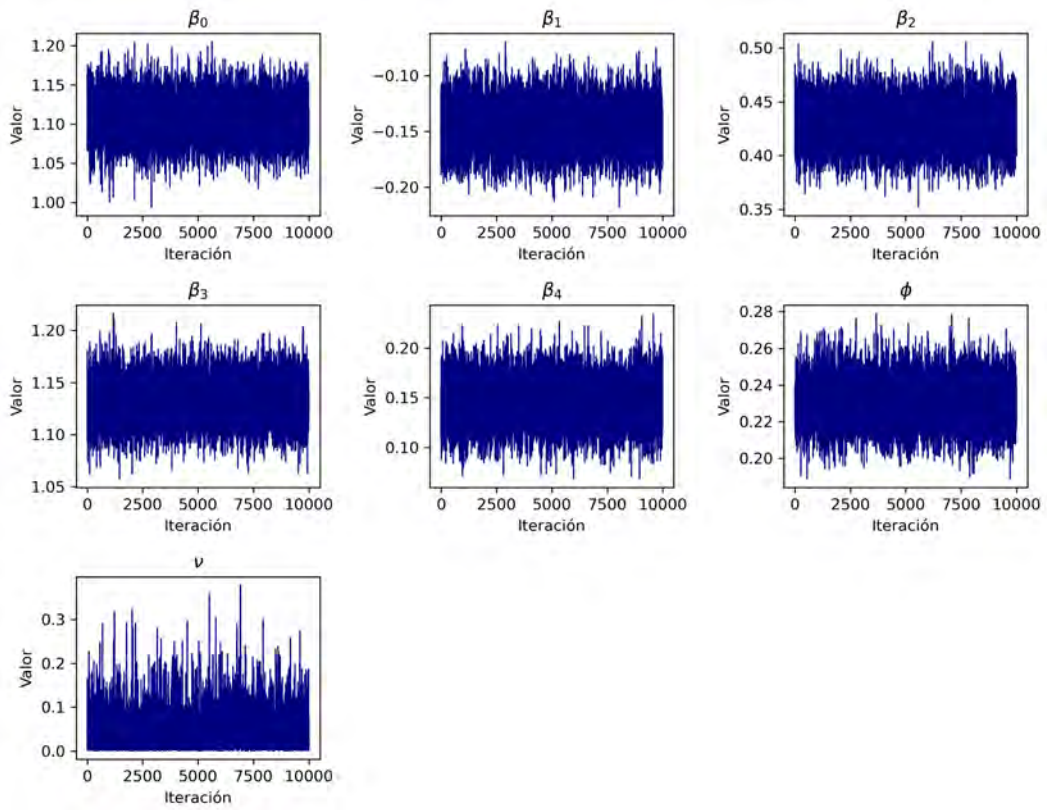 β₀
1.20
1.15
1.10
1.05
1.00
Valor
0 2500 5000 7500 10000
Iteración
β₁
−0.10
−0.15
−0.20
Valor
0 2500 5000 7500 10000
Iteración
β₂
0.50
0.45
0.40
0.35
Valor
0 2500 5000 7500 10000
Iteración
β₃
1.20
1.15
1.10
1.05
Valor
0 2500 5000 7500 10000
Iteración
β₄
0.20
0.15
0.10
Valor
0 2500 5000 7500 10000
Iteración
ϕ
0.28
0.26
0.24
0.22
0.20
Valor
0 2500 5000 7500 10000
Iteración
ν
0.3
0.2
0.1
0.0
Valor
0 2500 5000 7500 10000
Iteración